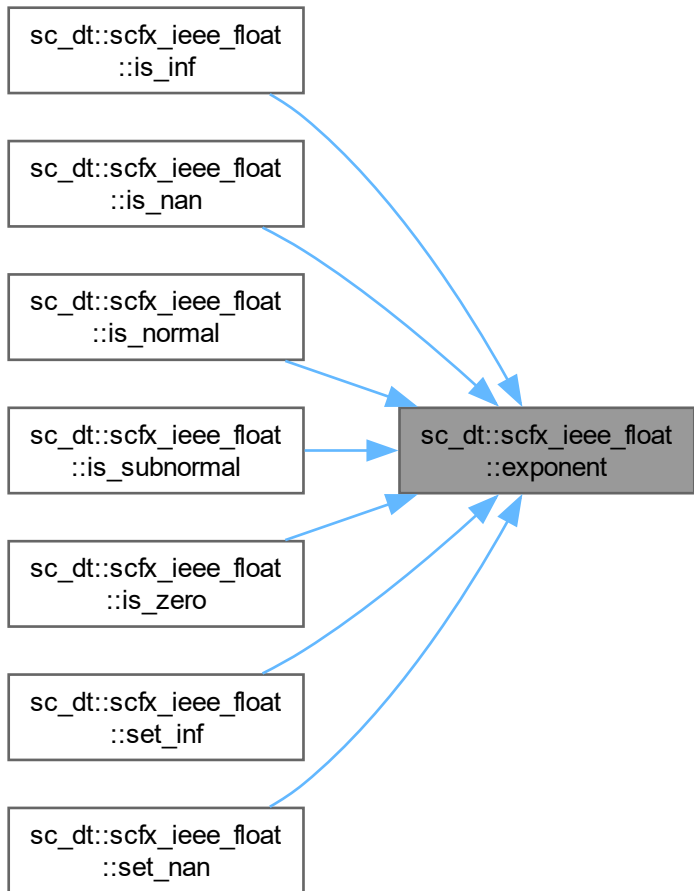 sc_dt::scfx_ieee_float
::is_inf
sc_dt::scfx_ieee_float
::is_nan
sc_dt::scfx_ieee_float
::is_normal
sc_dt::scfx_ieee_float
::is_subnormal
sc_dt::scfx_ieee_float
::exponent
sc_dt::scfx_ieee_float
::is_zero
sc_dt::scfx_ieee_float
::set_inf
sc_dt::scfx_ieee_float
::set_nan